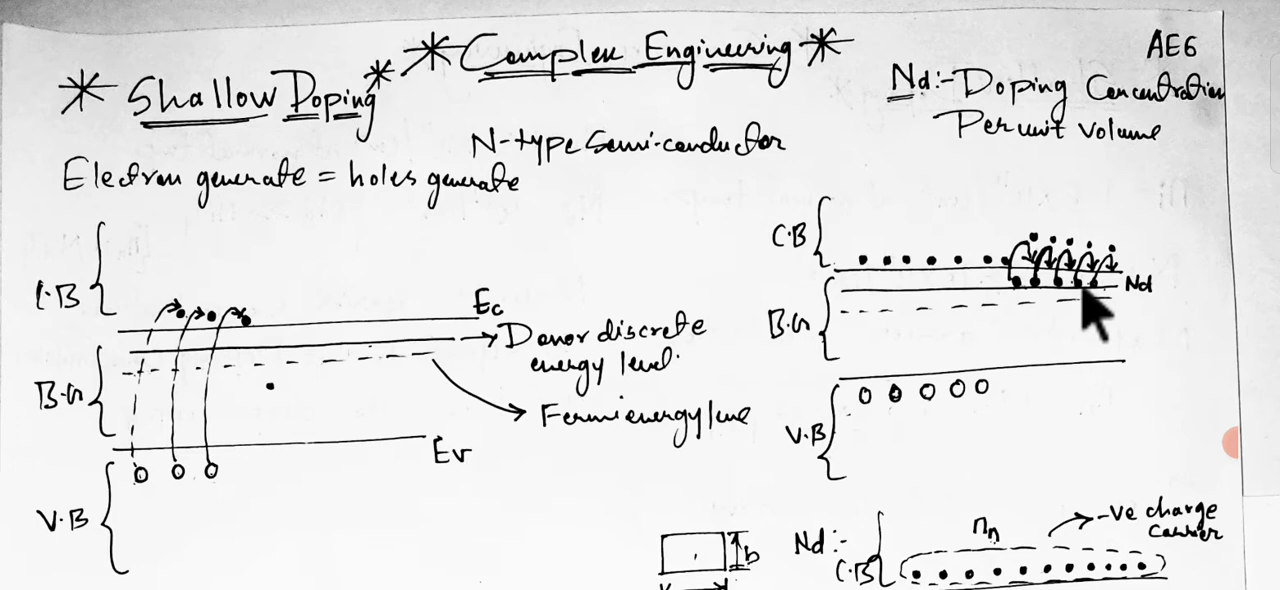 * Complex Engineering *
AE6
* Shallow Doping *
Nd:- Doping Concentration
Per unit Volume
N-type Semi-conductor
Electron generate = holes generate
C.B
C.B
Ec
Nd
Donor discrete
energy level.
B.G
B.G
Fermi energy line
Ev
V.B
V.B
nn
-ve charge
carrier
b
Nd:-
C.B